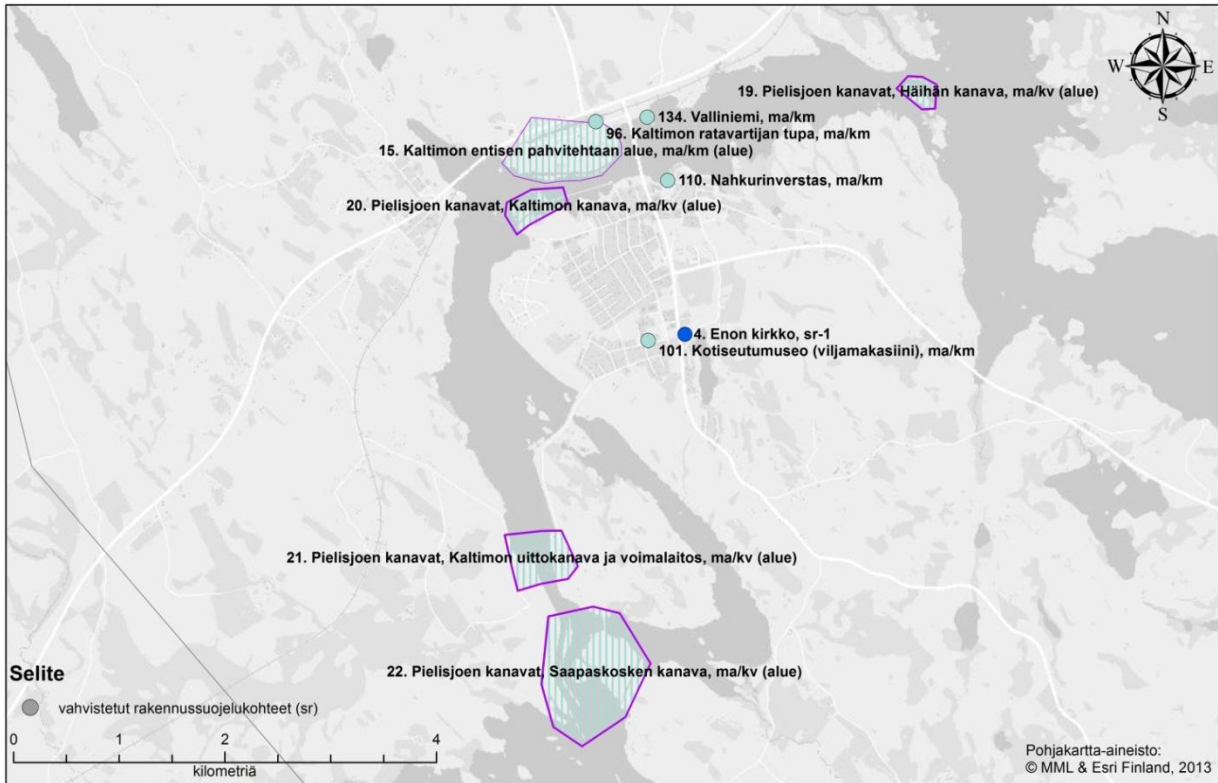 N
W E
S
19. Pielisjoen kanavat, Häihän kanava, ma/kv (alue)
134. Valliniemi, ma/km
96. Kaltimon ratavartijan tupa, ma/km
15. Kaltimon entisen pahvitehtaan alue, ma/km (alue)
110. Nahkurinverstas, ma/km
20. Pielisjoen kanavat, Kaltimon kanava, ma/kv (alue)
4. Enon kirkko, sr-1
101. Kotiseutumuseo (viljamakasiini), ma/km
21. Pielisjoen kanavat, Kaltimon uittokanava ja voimalaitos, ma/kv (alue)
22. Pielisjoen kanavat, Saapaskosken kanava, ma/kv (alue)
Selite
vahvistetut rakennussuojelukohteet (sr)
0 1 2 4
kilometriä
Pohjakartta-aineisto:
© MML & Esri Finland, 2013